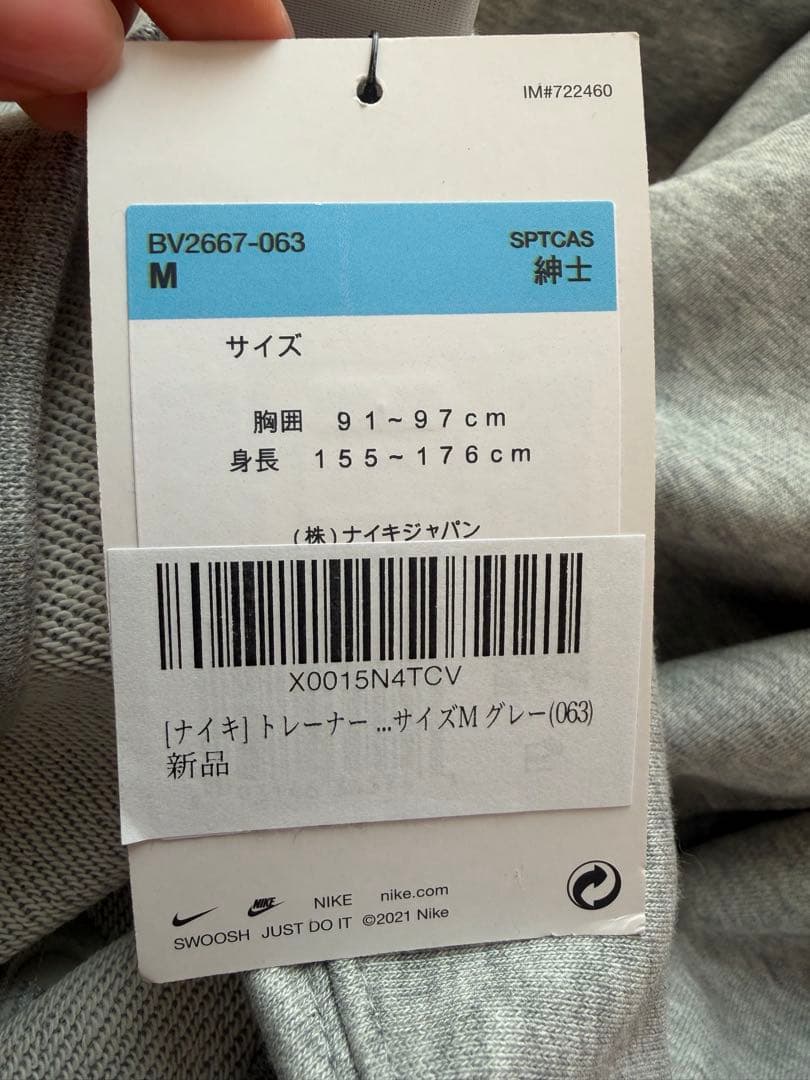 IM#722460
BV2667-063 SPTCAS
M 紳士
サイズ
胸囲 91~97cm
身長 155~176cm
(株)ナイキジャパン
X0015N4TCV
[ナイキ] トレーナー ...サイズM グレー(063)
新品
NIKE NIKE nike.com
SWOOSH JUST DO IT ©2021 Nike